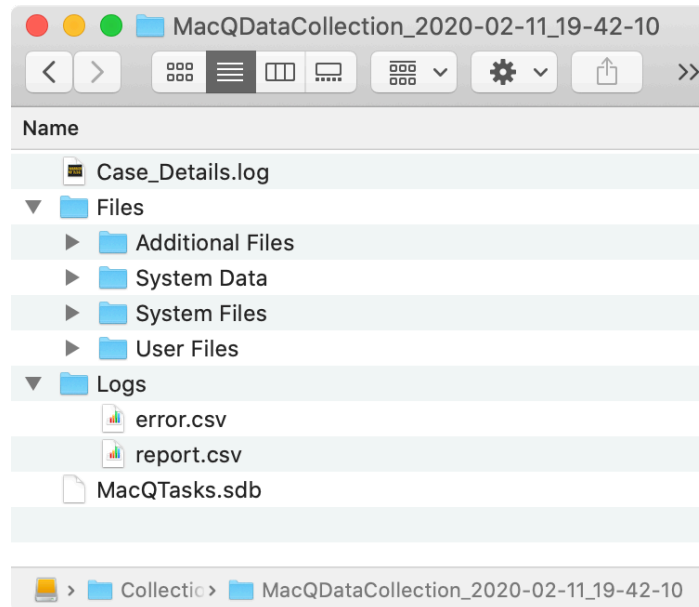 MacQDataCollection_2020-02-11_19-42-10
Name
Case_Details.log
Files
Additional Files
System Data
System Files
User Files
Logs
error.csv
report.csv
MacQTasks.sdb
Collectio › MacQDataCollection_2020-02-11_19-42-10